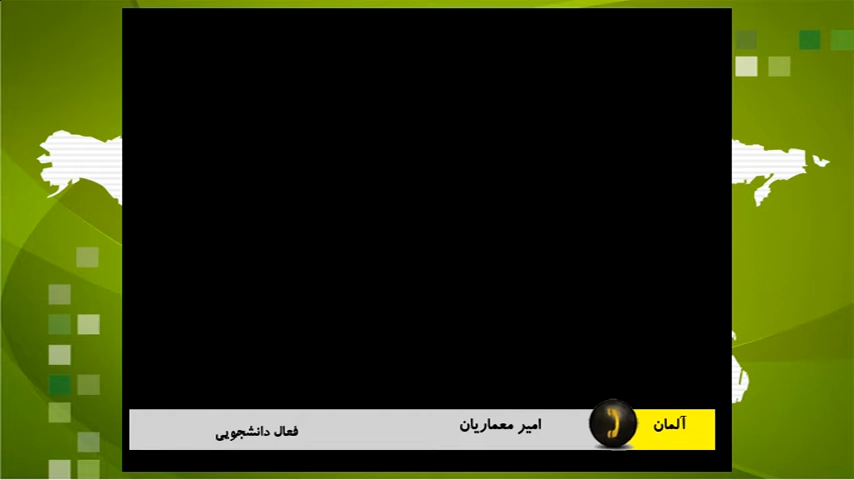 آلمان
امیر معماریان
فعال دانشجویی